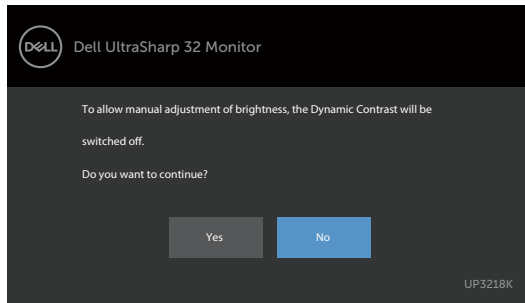 DELL
Dell UltraSharp 32 Monitor
To allow manual adjustment of brightness, the Dynamic Contrast will be
switched off.
Do you want to continue?
Yes
No
UP3218K